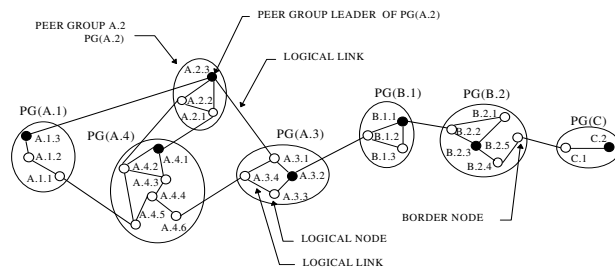 PEER GROUP A.2
PG(A.2)
PEER GROUP LEADER OF PG(A.2)
LOGICAL LINK
A.2.3
A.2.2
A.2.1
PG(A.1)
A.1.3
A.1.2
A.1.1
PG(A.4)
A.4.1
A.4.2
A.4.3
A.4.4
A.4.5
A.4.6
PG(A.3)
A.3.1
A.3.4
A.3.2
A.3.3
PG(B.1)
B.1.1
B.1.2
B.1.3
PG(B.2)
B.2.1
B.2.2
B.2.3
B.2.5
B.2.4
PG(C)
C.2
C.1
BORDER NODE
LOGICAL NODE
LOGICAL LINK